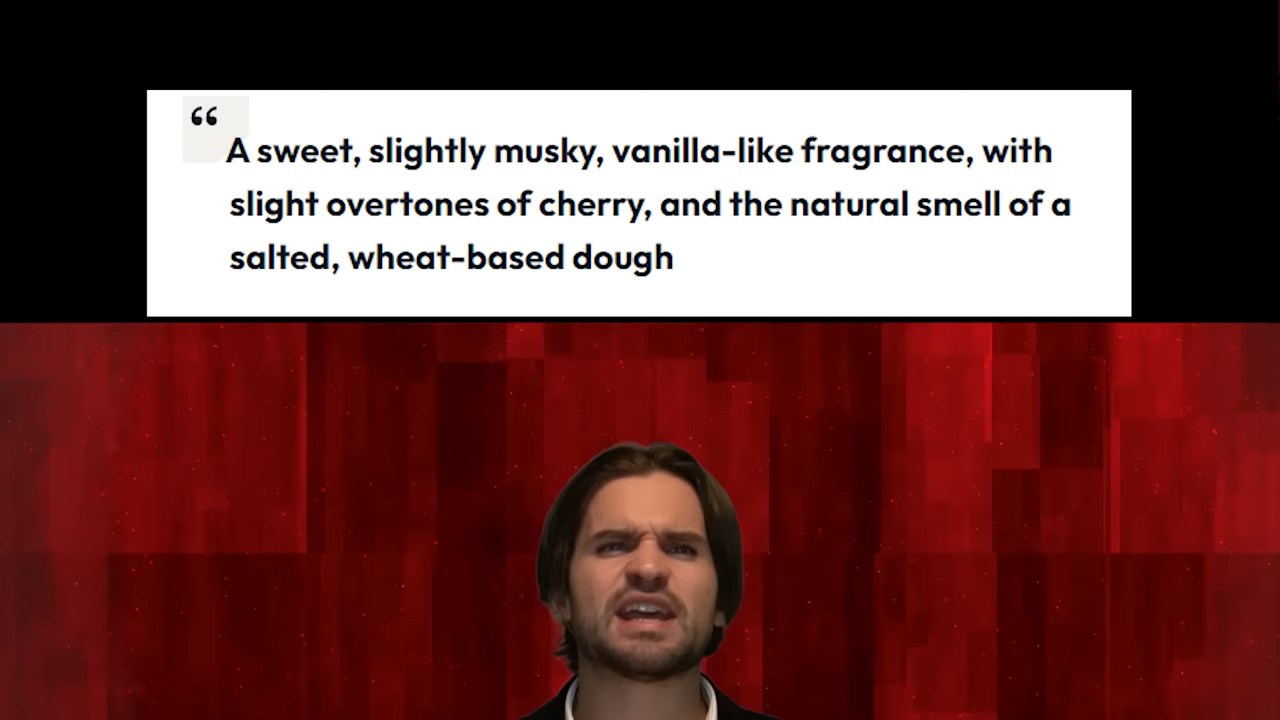 “
A sweet, slightly musky, vanilla-like fragrance, with
slight overtones of cherry, and the natural smell of a
salted, wheat-based dough